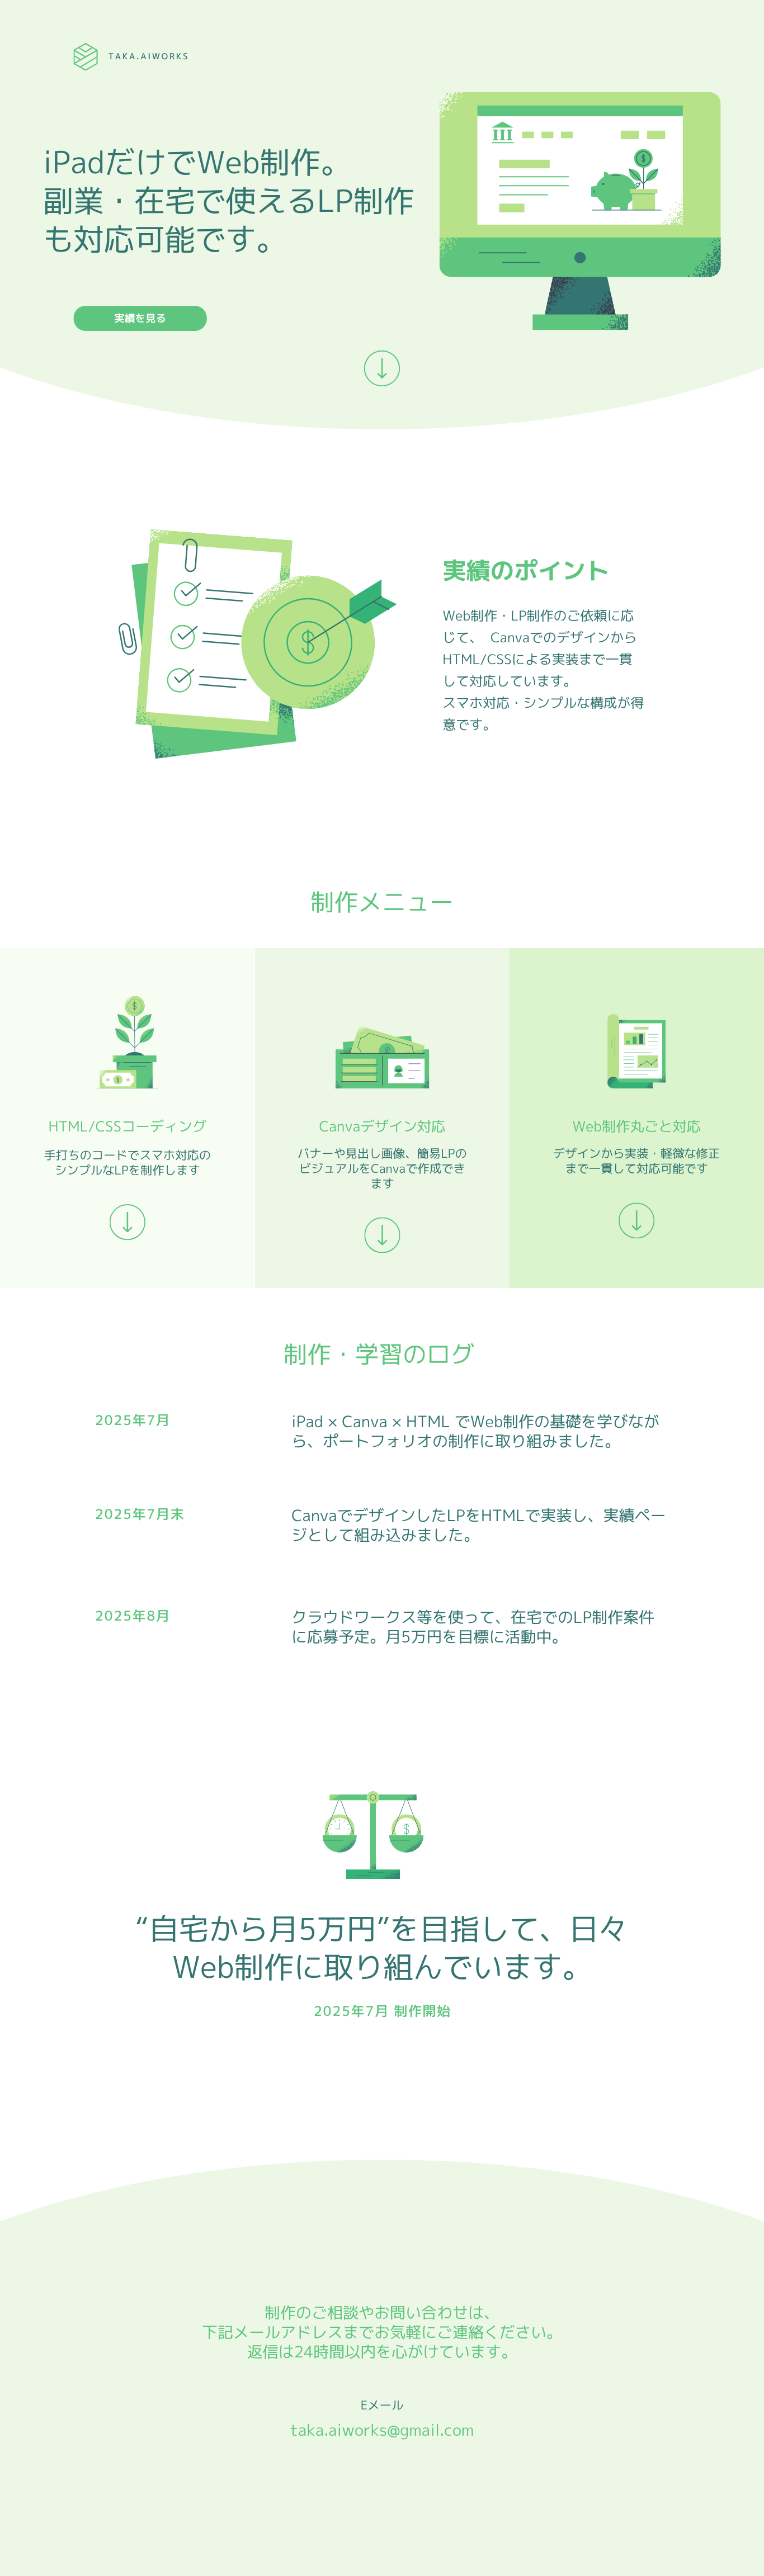 TAKA.AIWORKS
iPadだけでWeb制作。
副業・在宅で使えるLP制作
も対応可能です。
実績を見る
実績のポイント
Web制作・LP制作のご依頼に応
じて、 Canvaでのデザインから
HTML/CSSによる実装まで一貫
して対応しています。
スマホ対応・シンプルな構成が得
意です。
制作メニュー
HTML/CSSコーディング
手打ちのコードでスマホ対応の
シンプルなLPを制作します
Canvaデザイン対応
バナーや見出し画像、簡易LPの
ビジュアルをCanvaで作成でき
ます
Web制作丸ごと対応
デザインから実装・軽微な修正
まで一貫して対応可能です
制作・学習のログ
2025年7月
iPad × Canva × HTML でWeb制作の基礎を学びなが
ら、ポートフォリオの制作に取り組みました。
2025年7月末
CanvaでデザインしたLPをHTMLで実装し、実績ペー
ジとして組み込みました。
2025年8月
クラウドワークス等を使って、在宅でのLP制作案件
に応募予定。月5万円を目標に活動中。
“自宅から月5万円”を目指して、日々
Web制作に取り組んでいます。
2025年7月 制作開始
制作のご相談やお問い合わせは、
下記メールアドレスまでお気軽にご連絡ください。
返信は24時間以内を心がけています。
Eメール
taka.aiworks@gmail.com